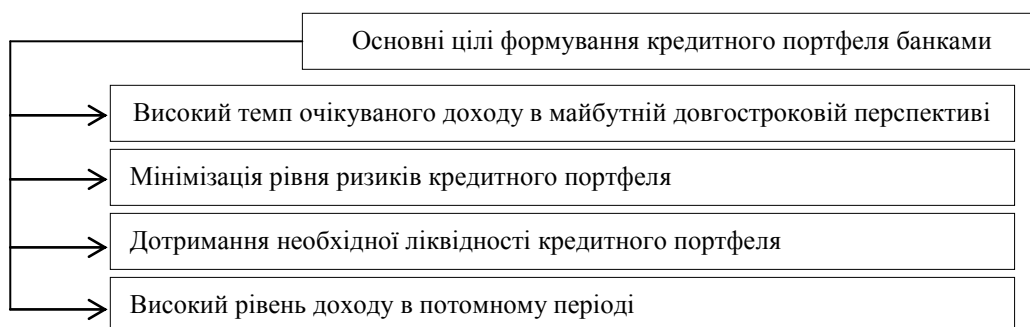 Основні цілі формування кредитного портфеля банками
Високий темп очікуваного доходу в майбутній довгостроковій перспективі
Мінімізація рівня ризиків кредитного портфеля
Дотримання необхідної ліквідності кредитного портфеля
Високий рівень доходу в потомному періоді